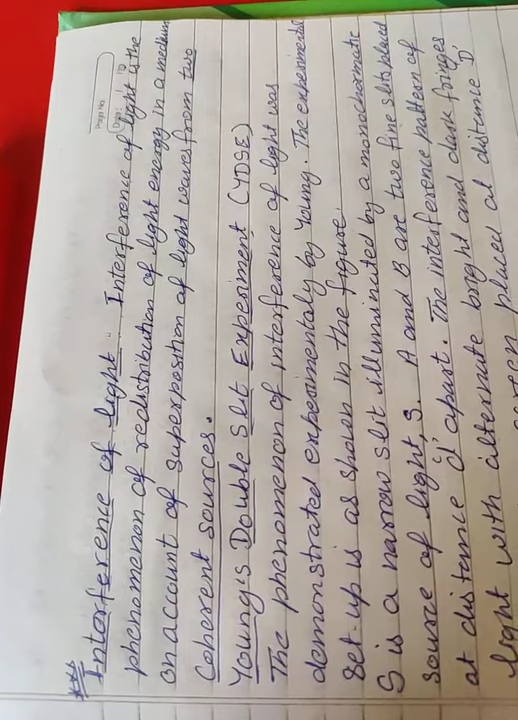 Page No.
Date:
*** Interference of light :- Interference of light is the
phenomenon of redistribution of light energy in a medium
on account of superposition of light waves from two
coherent sources.
Young's Double Slit Experiment (YDSE)
The phenomenon of interference of light was
demonstrated experimentaly by Young. The experimental
set-up is as shown in the figure.
S is a narrow slit illuminated by a monochromatic
source of light, S. A and B are two fine slits placed
at distance 'd' apart. The interference pattern of
light with alternate bright and dark fringes
placed at distance 'D'